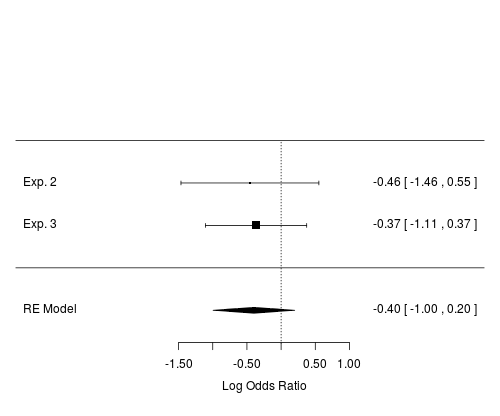 Exp. 2 -0.46 [ -1.46 , 0.55 ]
Exp. 3 -0.37 [ -1.11 , 0.37 ]
RE Model -0.40 [ -1.00 , 0.20 ]
-1.50 -0.50 0.50 1.00
Log Odds Ratio